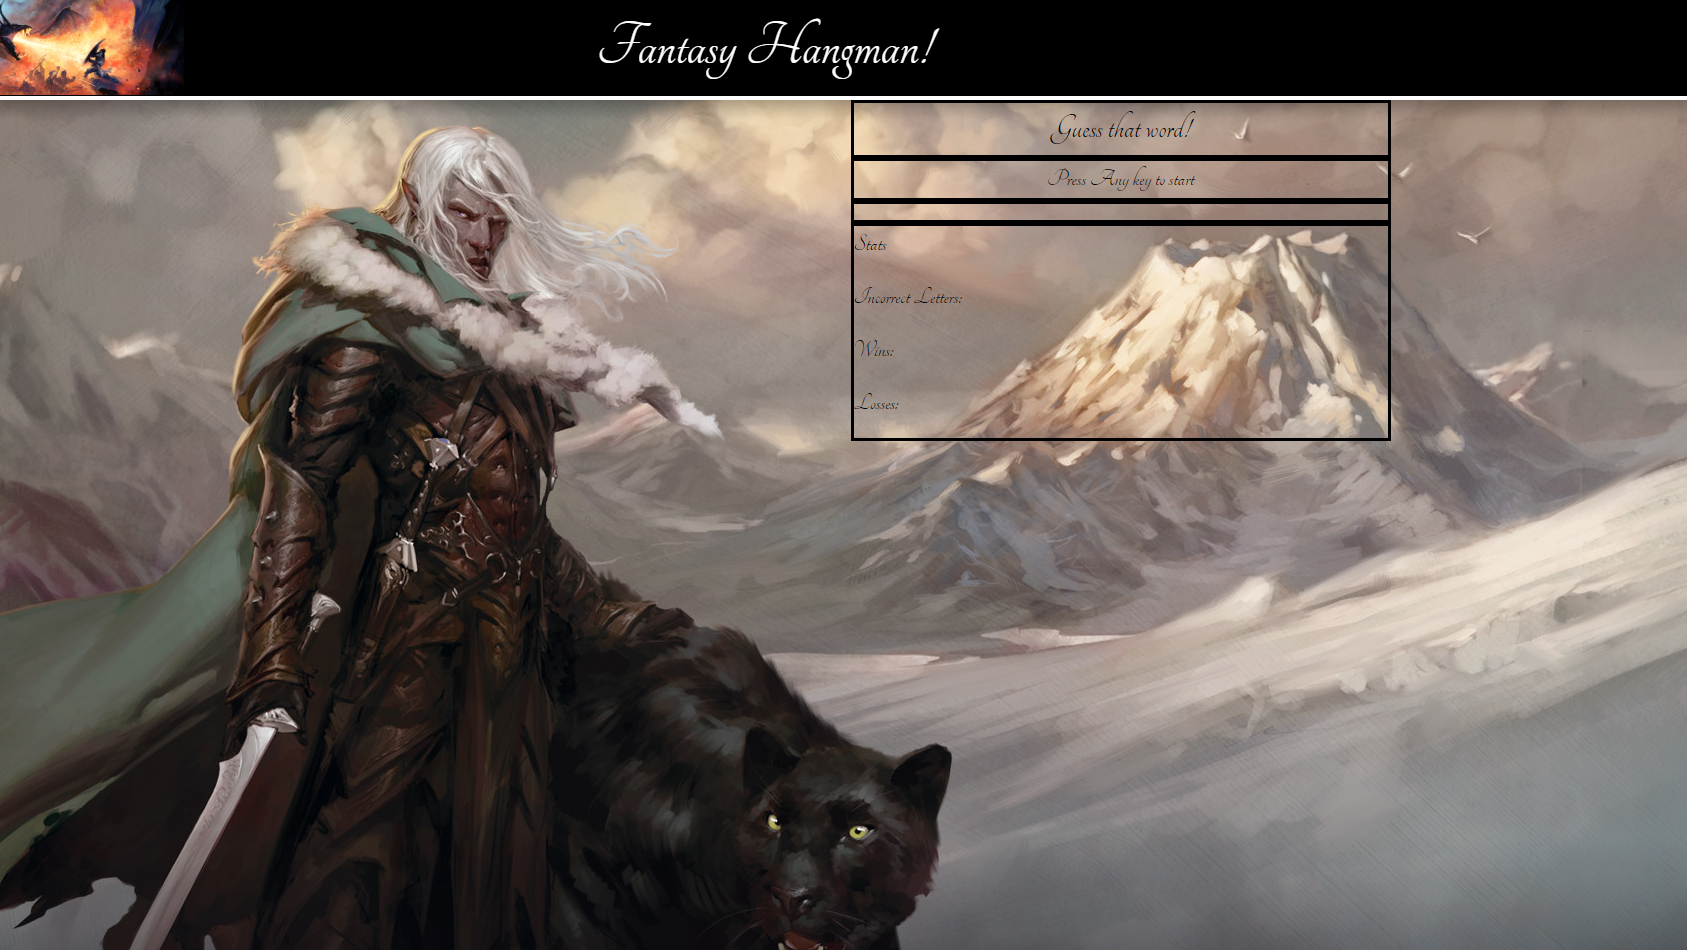 Fantasy Hangman!
Guess that word!
Press Any key to start
Stats
Incorrect Letters:
Wins:
Losses: